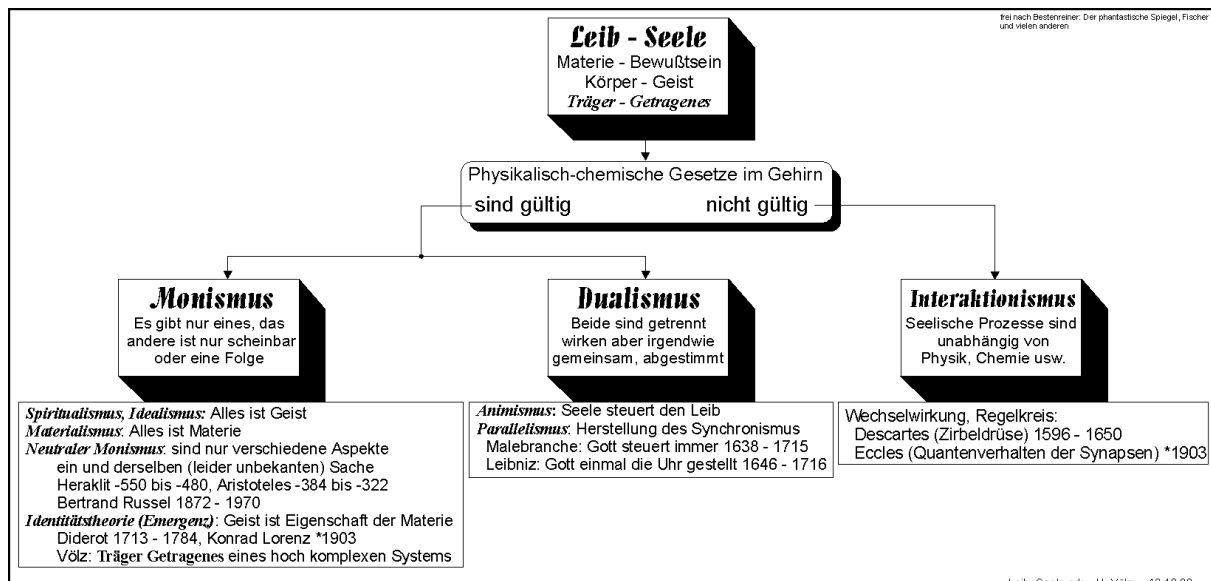 frei nach Bestenreiner: Der phantastische Spiegel, Fischer
und vielen anderen
Leib - Seele
Materie - Bewußtsein
Körper - Geist
Träger - Getragenes
Physikalisch-chemische Gesetze im Gehirn
sind gültig nicht gültig
Monismus
Es gibt nur eines, das
andere ist nur scheinbar
oder eine Folge
Dualismus
Beide sind getrennt
wirken aber irgendwie
gemeinsam, abgestimmt
Interaktionismus
Seelische Prozesse sind
unabhängig von
Physik, Chemie usw.
Spiritualismus, Idealismus: Alles ist Geist
Materialismus: Alles ist Materie
Neutraler Monismus: sind nur verschiedene Aspekte
ein und derselben (leider unbekanten) Sache
Heraklit -550 bis -480, Aristoteles -384 bis -322
Bertrand Russel 1872 - 1970
Identitätstheorie (Emergenz): Geist ist Eigenschaft der Materie
Diderot 1713 - 1784, Konrad Lorenz *1903
Völz: Träger Getragenes eines hoch komplexen Systems
Animismus: Seele steuert den Leib
Parallelismus: Herstellung des Synchronismus
Malebranche: Gott steuert immer 1638 - 1715
Leibniz: Gott einmal die Uhr gestellt 1646 - 1716
Wechselwirkung, Regelkreis:
Descartes (Zirbeldrüse) 1596 - 1650
Eccles (Quantenverhalten der Synapsen) *1903